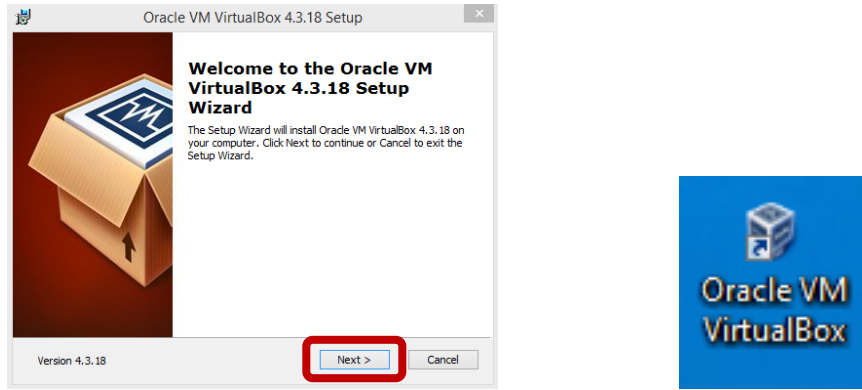 Oracle VM VirtualBox 4.3.18 Setup
Welcome to the Oracle VM
VirtualBox 4.3.18 Setup
Wizard
The Setup Wizard will install Oracle VM VirtualBox 4.3.18 on
your computer. Click Next to continue or Cancel to exit the
Setup Wizard.
Version 4.3.18
Next >
Cancel
Oracle VM
VirtualBox